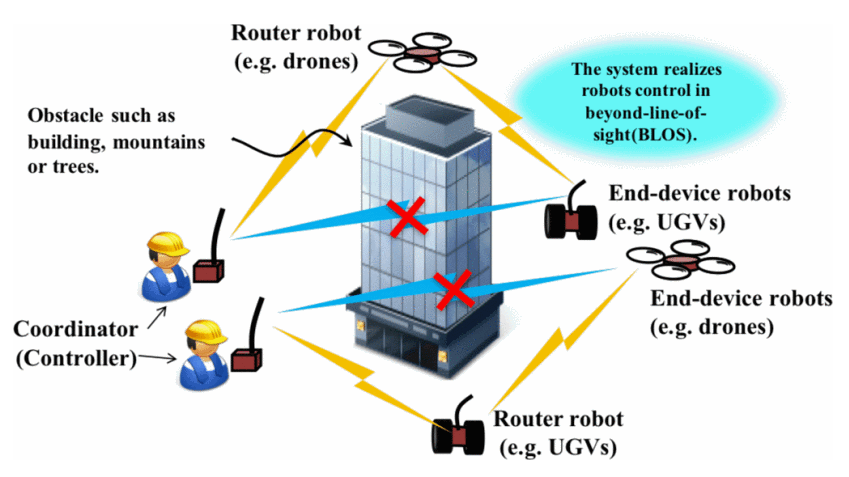 Router robot
(e.g. drones)
The system realizes
robots control in
beyond-line-of-
sight(BLOS).
Obstacle such as
building, mountains
or trees.
End-device robots
(e.g. UGVs)
End-device robots
(e.g. drones)
Coordinator
(Controller)
Router robot
(e.g. UGVs)